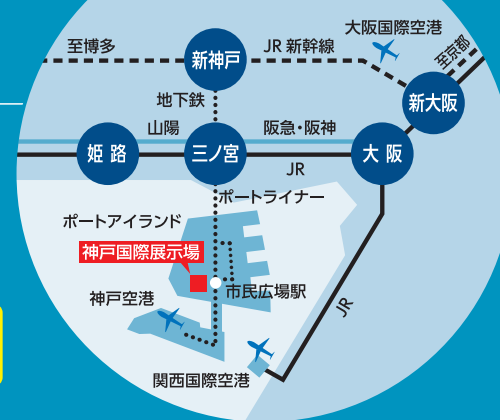 大阪国際空港
至京都
至博多
新神戸
JR 新幹線
新大阪
地下鉄
山陽
阪急・阪神
姫路
三ノ宮
大阪
JR
ポートライナー
ポートアイランド
神戸国際展示場
市民広場駅
神戸空港
JR
関西国際空港